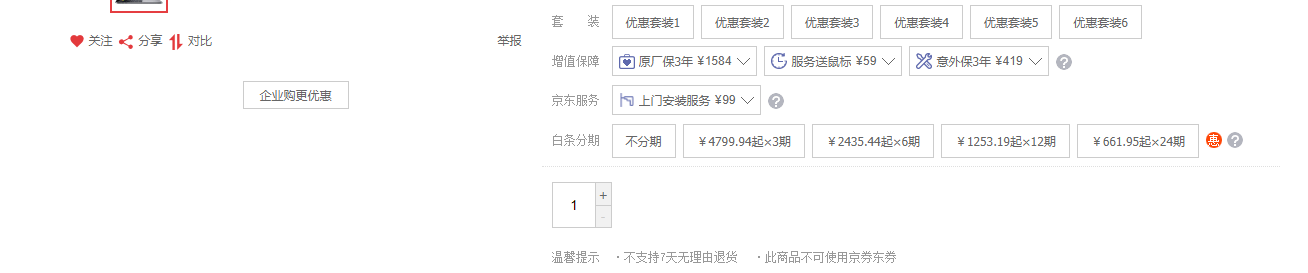 套 装 优惠套装1 优惠套装2 优惠套装3 优惠套装4 优惠套装5 优惠套装6
关注 分享 对比 举报
增值保障 原厂保3年 ¥1584 服务送鼠标 ¥59 意外保3年 ¥419 ?
企业购更优惠
京东服务 上门安装服务 ¥99 ?
白条分期 不分期 ￥4799.94起×3期 ￥2435.44起×6期 ￥1253.19起×12期 ￥661.95起×24期 惠 ?
1 + -
温馨提示 ·不支持7天无理由退货 ·此商品不可使用京券东券